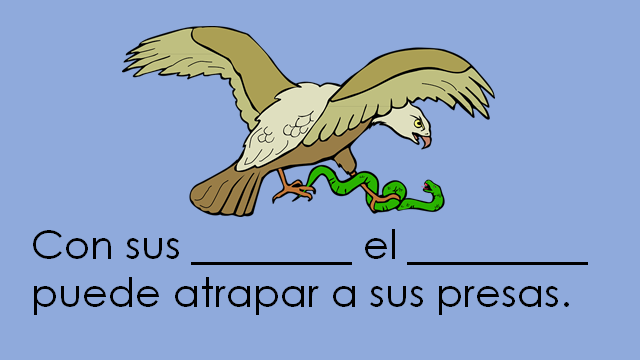 Con sus ________ el _________
puede atrapar a sus presas.